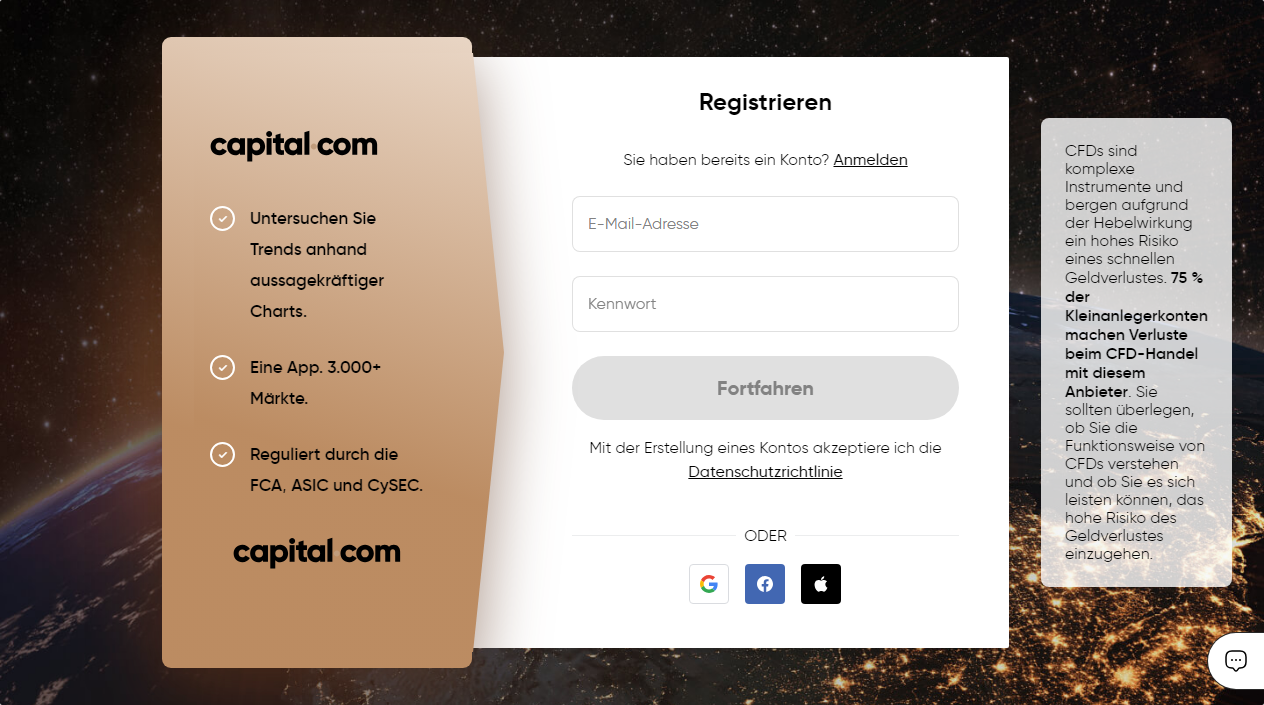 capital.com
Untersuchen Sie
Trends anhand
aussagekräftiger
Charts.
Eine App. 3.000+
Märkte.
Reguliert durch die
FCA, ASIC und CySEC.
capital com
Registrieren
Sie haben bereits ein Konto? Anmelden
E-Mail-Adresse
Kennwort
Fortfahren
Mit der Erstellung eines Kontos akzeptiere ich die
Datenschutzrichtlinie
ODER
CFDs sind
komplexe
Instrumente und
bergen aufgrund
der Hebelwirkung
ein hohes Risiko
eines schnellen
Geldverlustes. 75 %
der
Kleinanlegerkonten
machen Verluste
beim CFD-Handel
mit diesem
Anbieter. Sie
sollten überlegen,
ob Sie die
Funktionsweise von
CFDs verstehen
und ob Sie es sich
leisten können, das
hohe Risiko des
Geldverlustes
einzugehen.